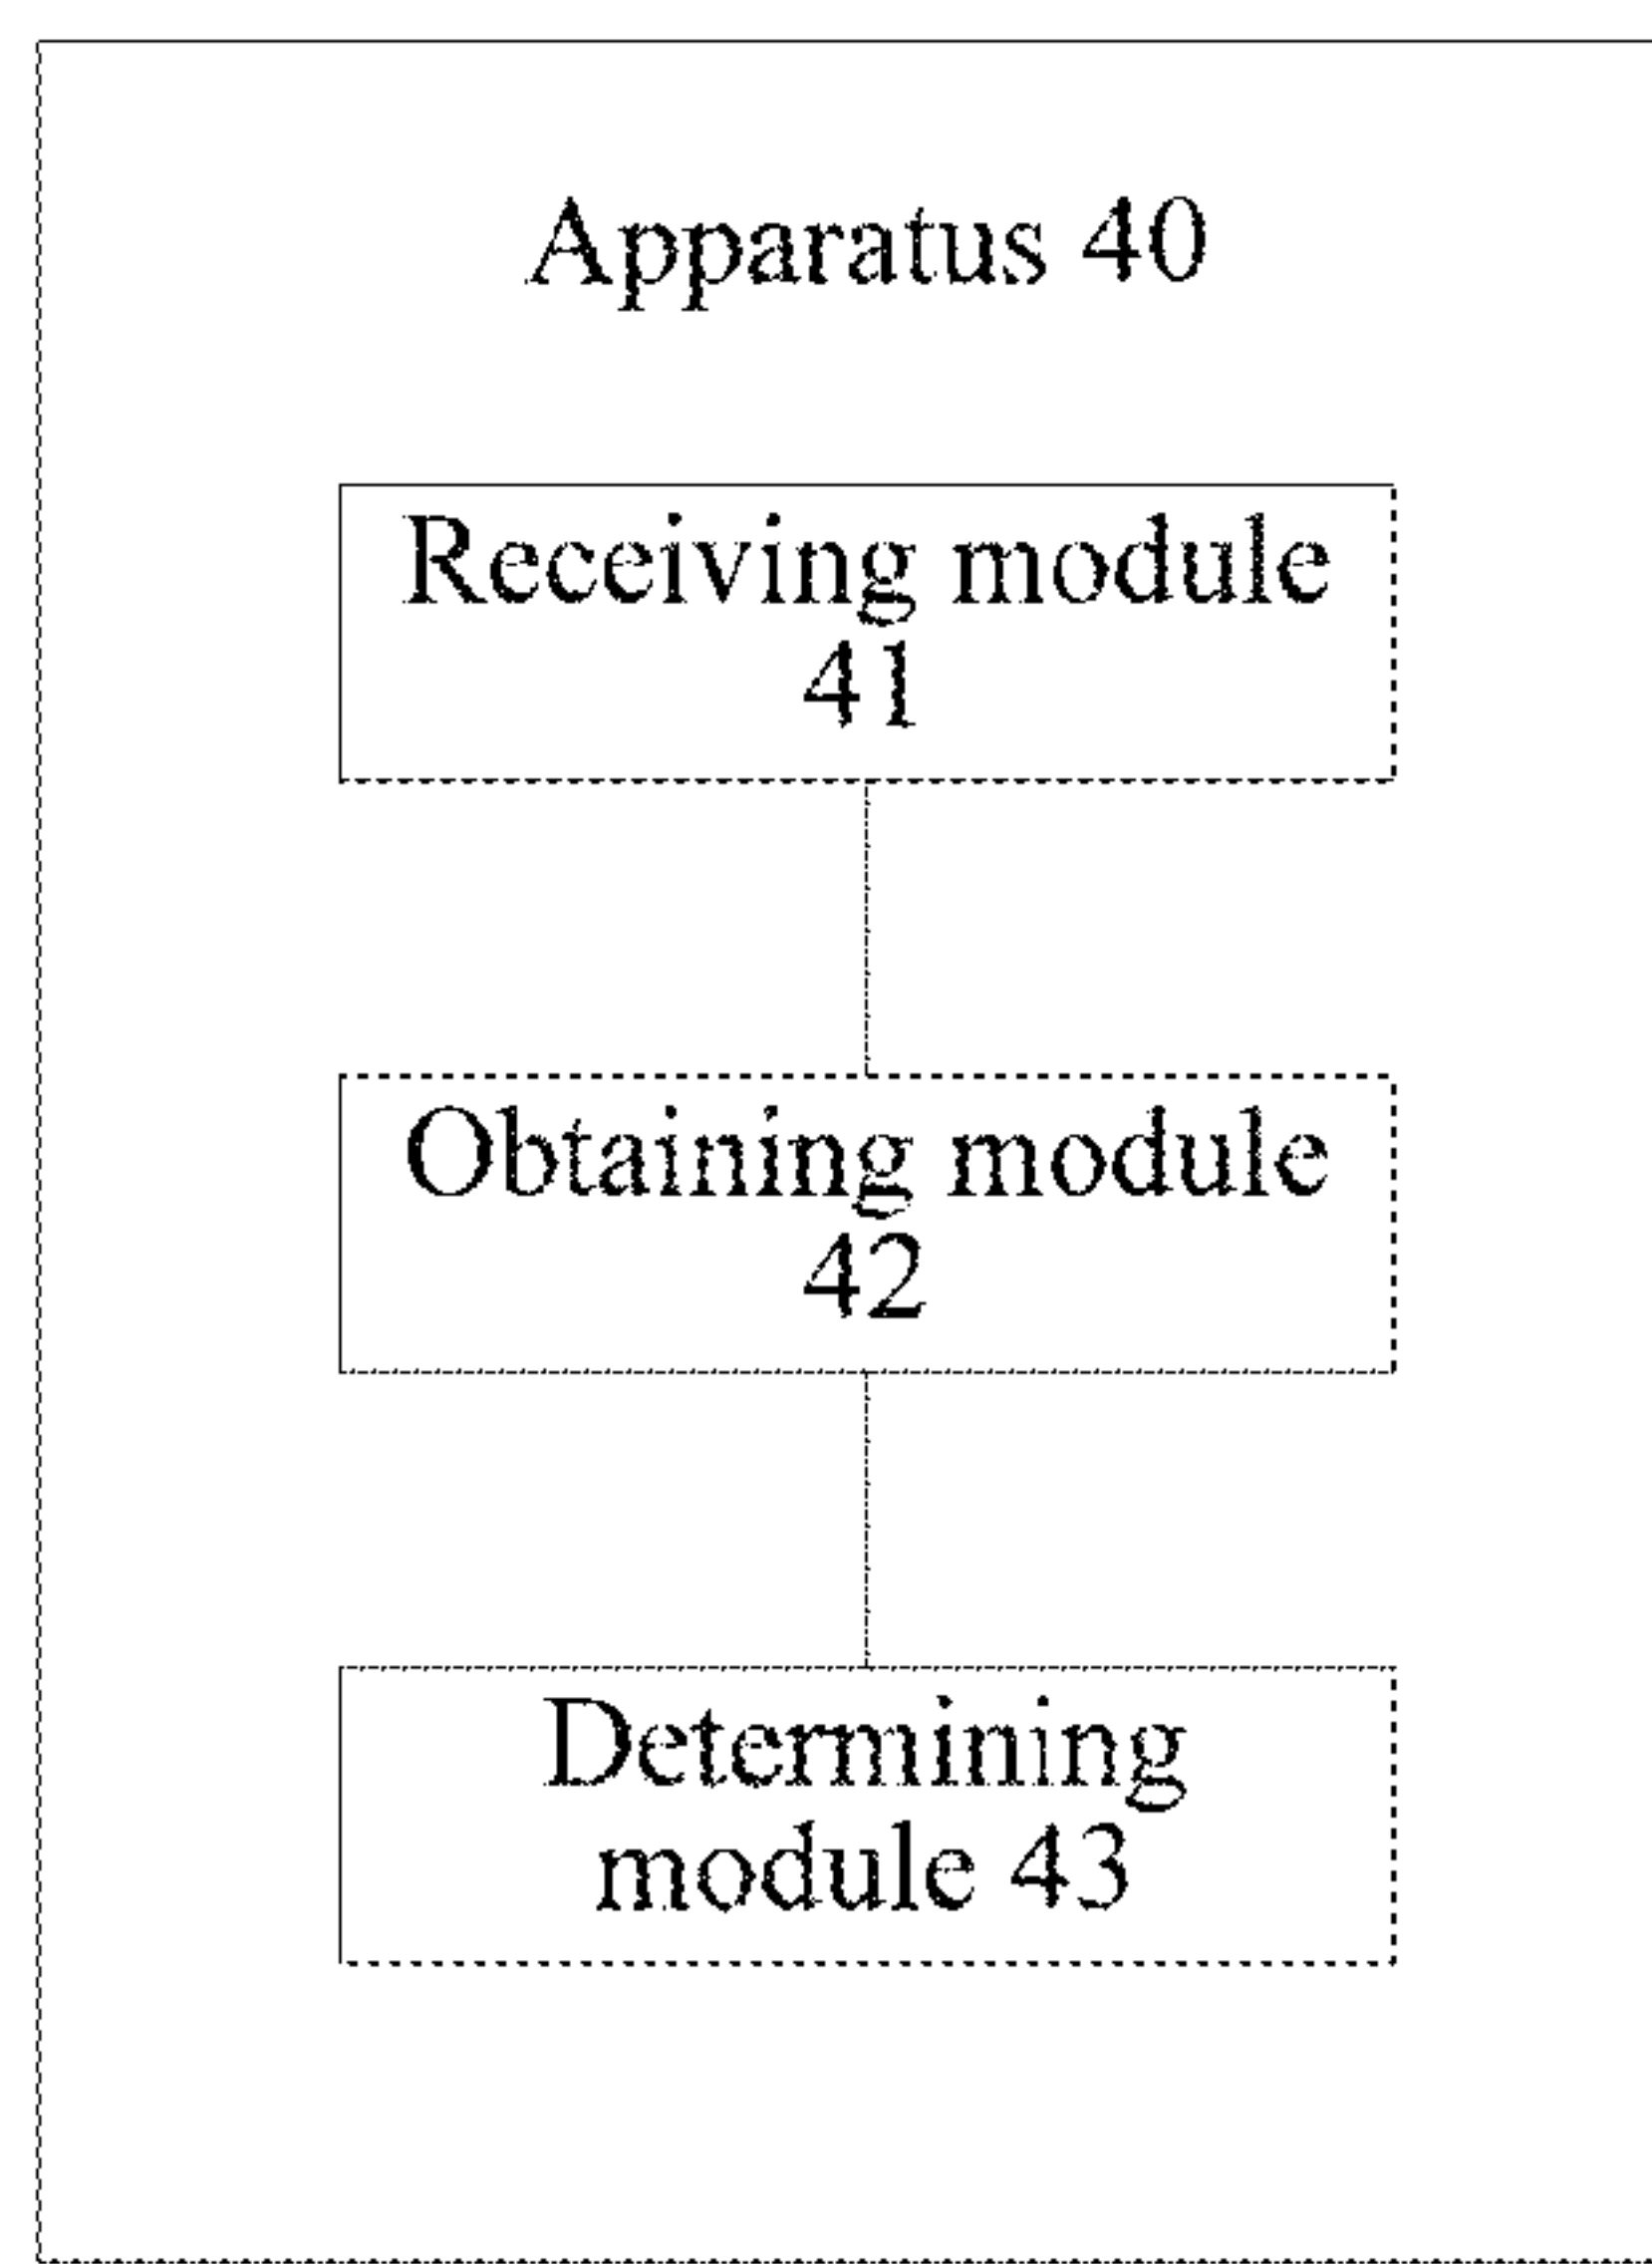 Apparatus 40
Receiving module
41
Obtaining module
42
Determining
module 43